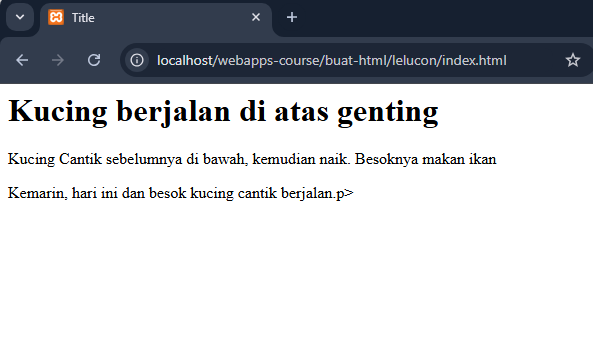 Title
localhost/webapps-course/buat-html/lelucon/index.html
Kucing berjalan di atas genting
Kucing Cantik sebelumnya di bawah, kemudian naik. Besoknya makan ikan
Kemarin, hari ini dan besok kucing cantik berjalan.p>